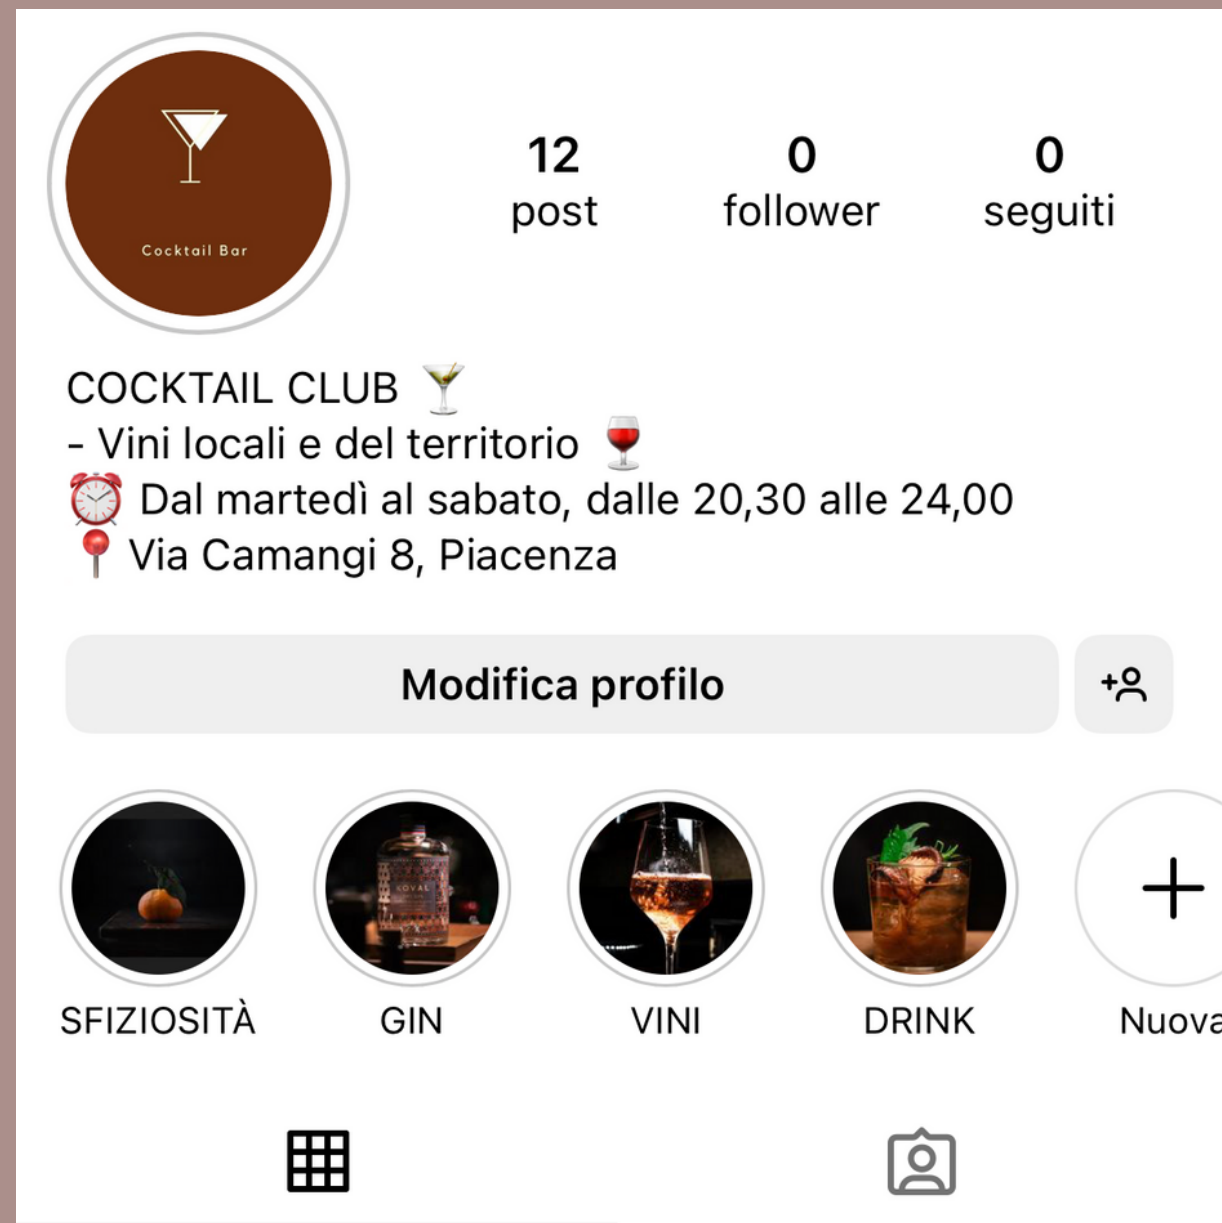 12 0 0
post follower seguiti
Cocktail Bar
COCKTAIL CLUB
- Vini locali e del territorio
Dal martedì al sabato, dalle 20,30 alle 24,00
Via Camangi 8, Piacenza
Modifica profilo
KOVAL
SFIZIOSITÀ GIN VINI DRINK Nuova